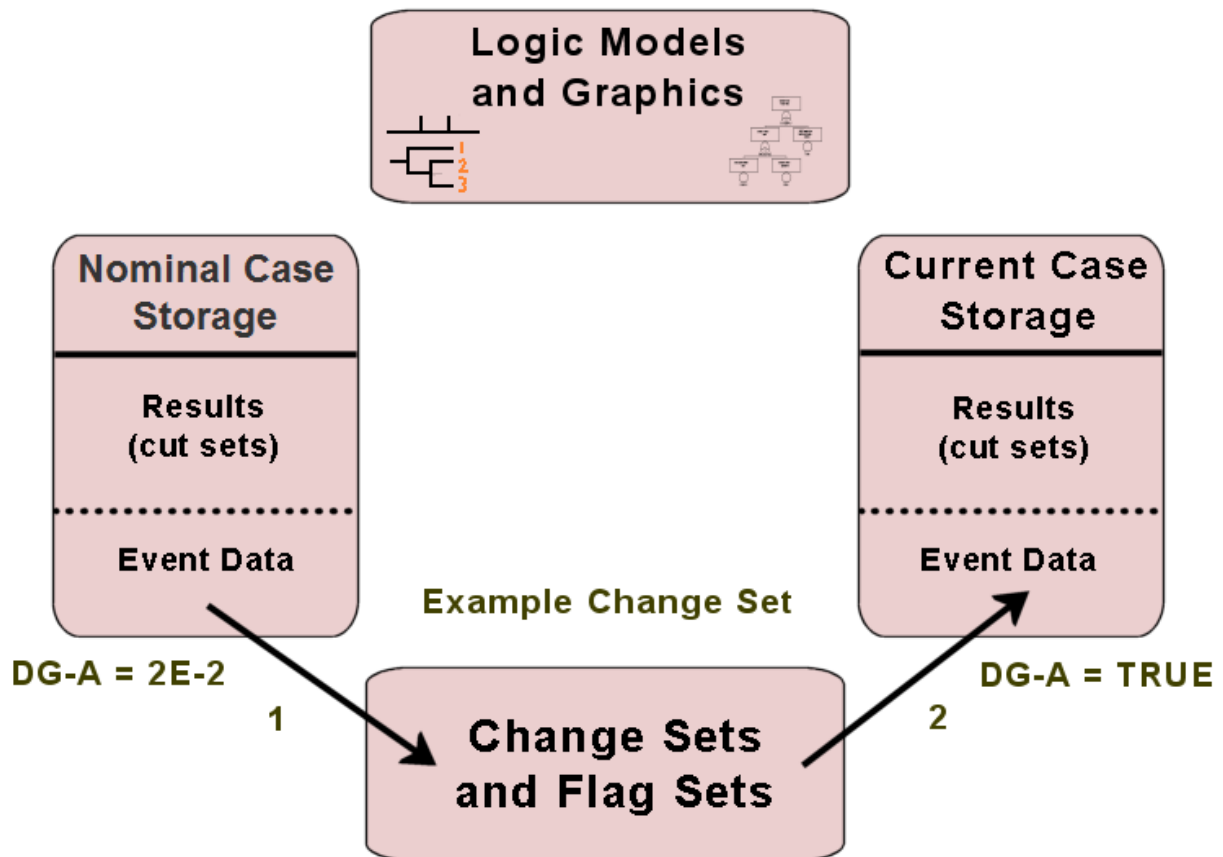 Logic Models
and Graphics
1
2
3
Nominal Case
Storage
Results
(cut sets)
Event Data
Current Case
Storage
Results
(cut sets)
Event Data
Example Change Set
DG-A = 2E-2
1
DG-A = TRUE
2
Change Sets
and Flag Sets